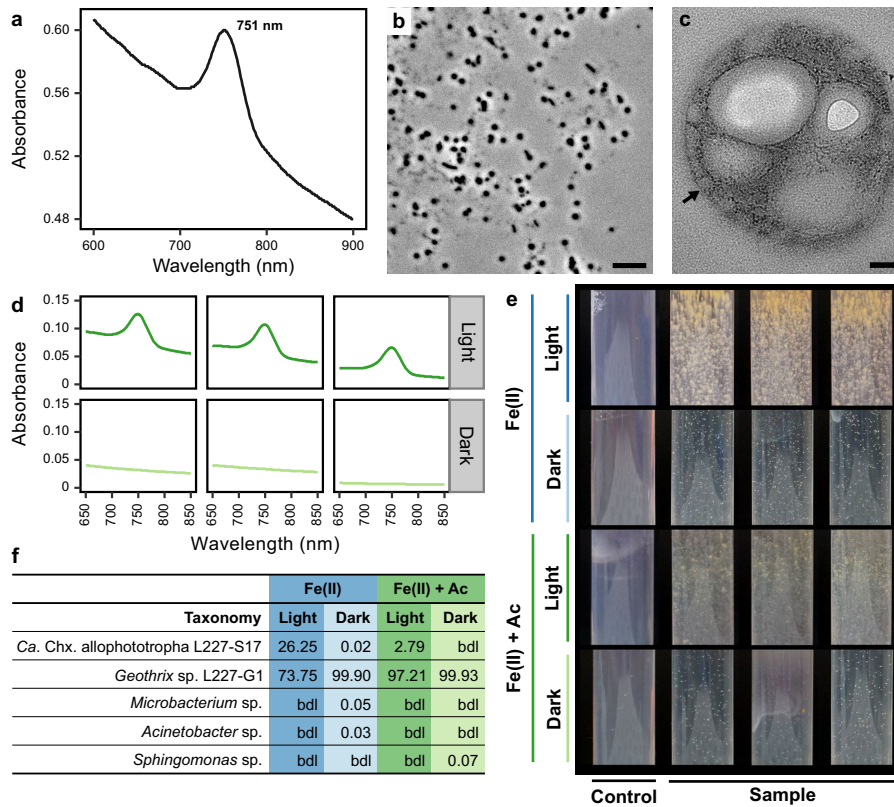 a
751 nm
0.60
0.56
0.52
0.48
Absorbance
600
700
800
900
Wavelength (nm)
b
c
d
0.15
0.10
0.05
0
Light
Absorbance
0.15
0.10
0.05
0
Dark
650
700
750
800
850
650
700
750
800
850
650
700
750
800
850
Wavelength (nm)
e
Fe(II)
Light
Dark
Fe(II) + Ac
Light
Dark
Control
Sample
f
Fe(II) Fe(II) + Ac
Taxonomy Light Dark Light Dark
Ca. Chx. allophototropha L227-S17 26.25 0.02 2.79 bdl
Geothrix sp. L227-G1 73.75 99.90 97.21 99.93
Microbacterium sp. bdl 0.05 bdl bdl
Acinetobacter sp. bdl 0.03 bdl bdl
Sphingomonas sp. bdl bdl bdl 0.07